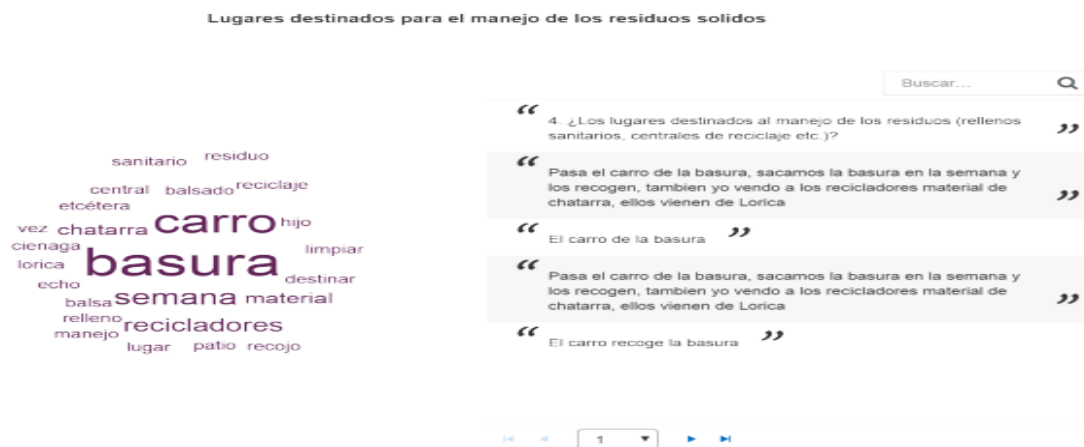 Lugares destinados para el manejo de los residuos solidos
Buscar...
sanitario residuo
central balsado reciclaje
etcétera
vez chatarra carro hijo
cienaga
limpiar
lorica basura
echo destinar
balsa semana material
relleno
manejo recicladores
lugar patio recojo
“ 4. ¿Los lugares destinados al manejo de los residuos (rellenos
sanitarios, centrales de reciclaje etc.)? ”
“ Pasa el carro de la basura, sacamos la basura en la semana y
los recogen, tambien yo vendo a los recicladores material de
chatarra, ellos vienen de Lorica ”
“ El carro de la basura ”
“ Pasa el carro de la basura, sacamos la basura en la semana y
los recogen, tambien yo vendo a los recicladores material de
chatarra, ellos vienen de Lorica ”
“ El carro recoge la basura ”
1